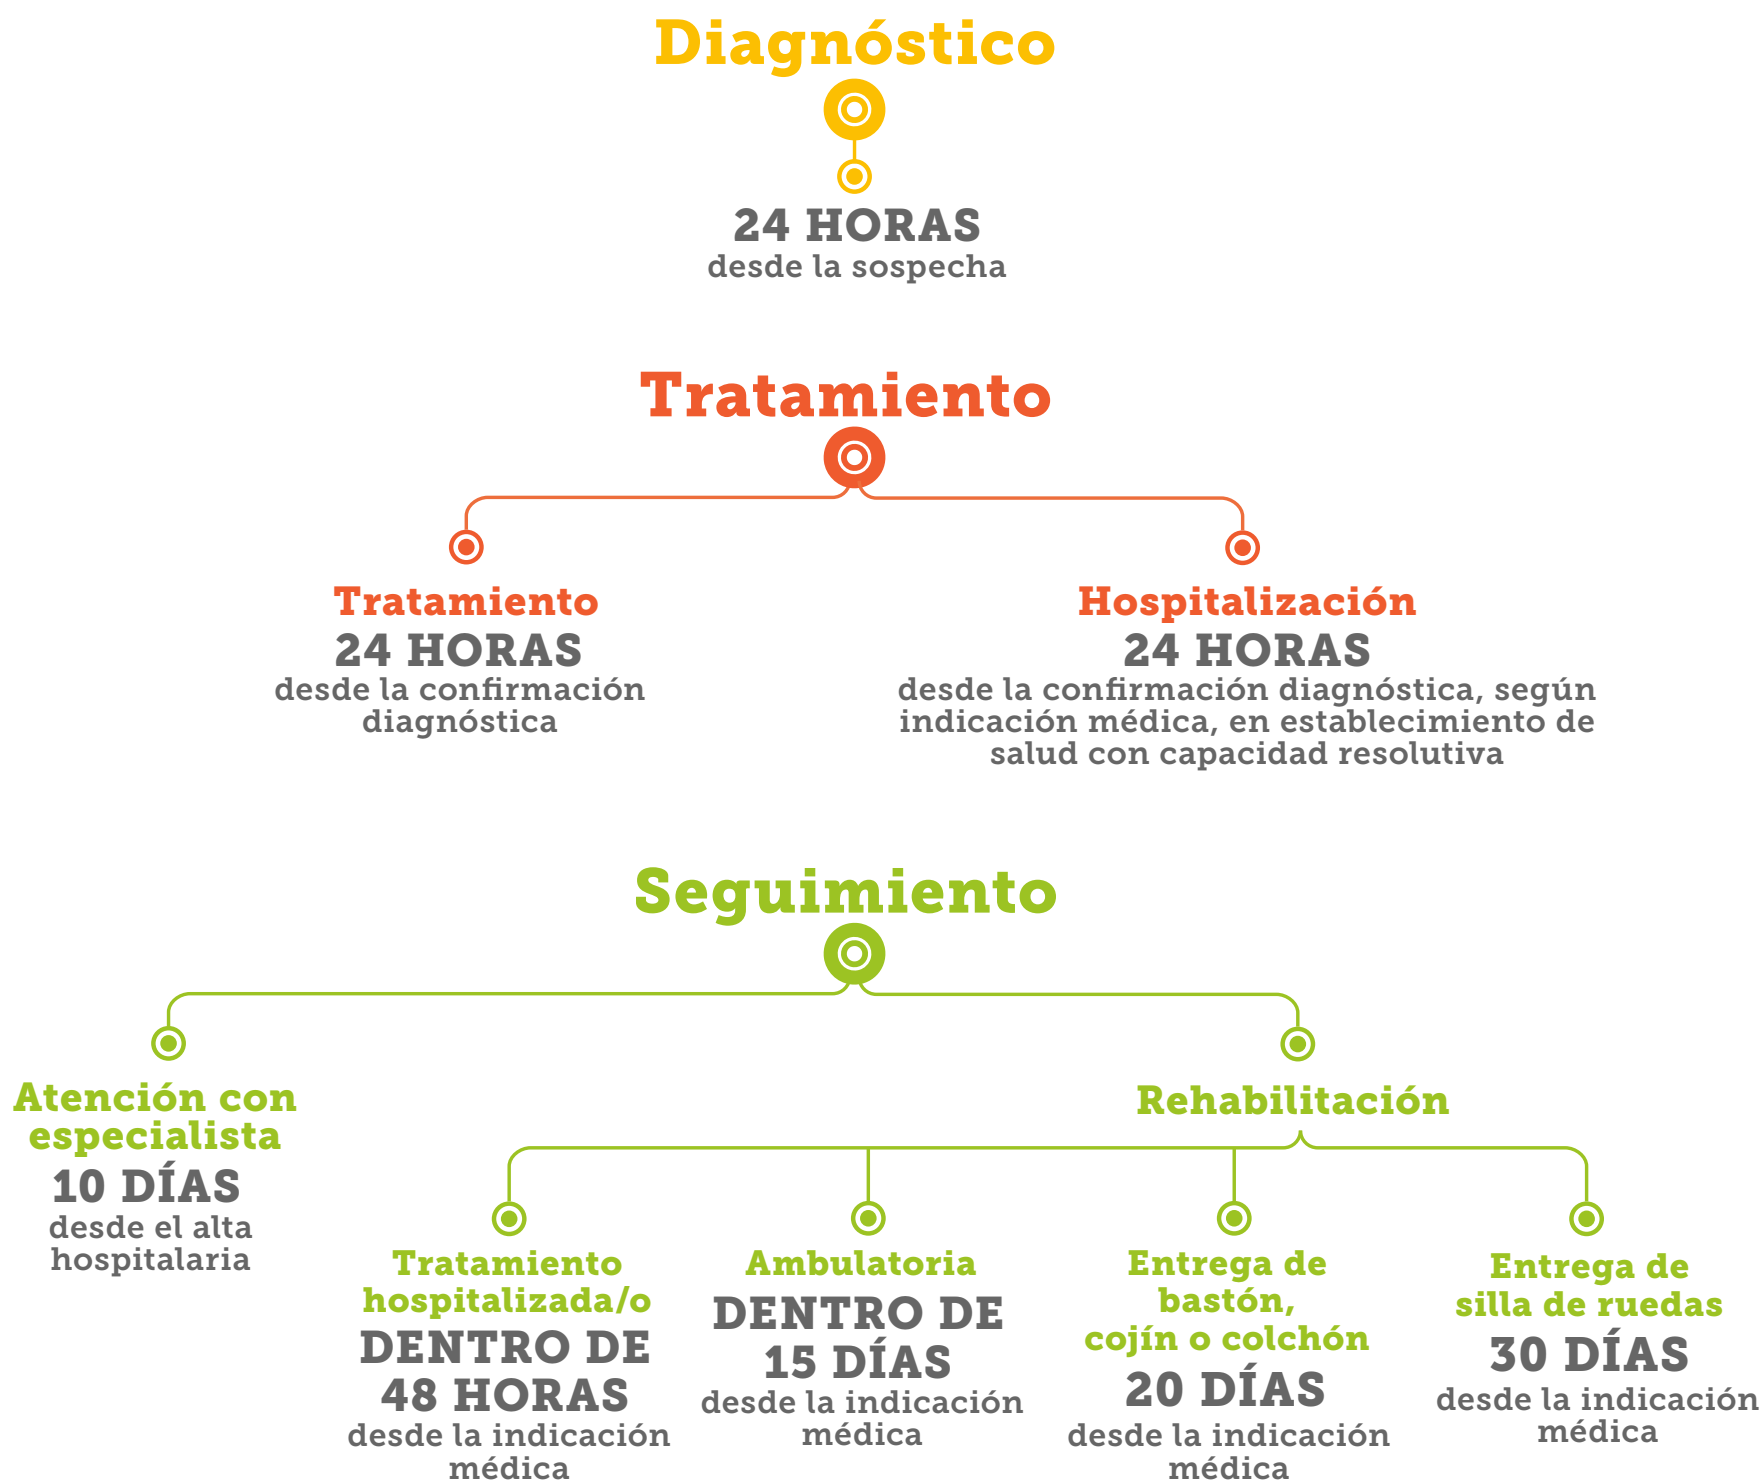 Diagnóstico
24 HORAS
desde la sospecha
Tratamiento
Tratamiento
24 HORAS
desde la confirmación
diagnóstica
Hospitalización
24 HORAS
desde la confirmación diagnóstica, según
indicación médica, en establecimiento de
salud con capacidad resolutiva
Seguimiento
Atención con
especialista
10 DÍAS
desde el alta
hospitalaria
Rehabilitación
Tratamiento
hospitalizada/o
DENTRO DE
48 HORAS
desde la indicación
médica
Ambulatoria
DENTRO DE
15 DÍAS
desde la indicación
médica
Entrega de
bastón,
cojín o colchón
20 DÍAS
desde la indicación
médica
Entrega de
silla de ruedas
30 DÍAS
desde la indicación
médica